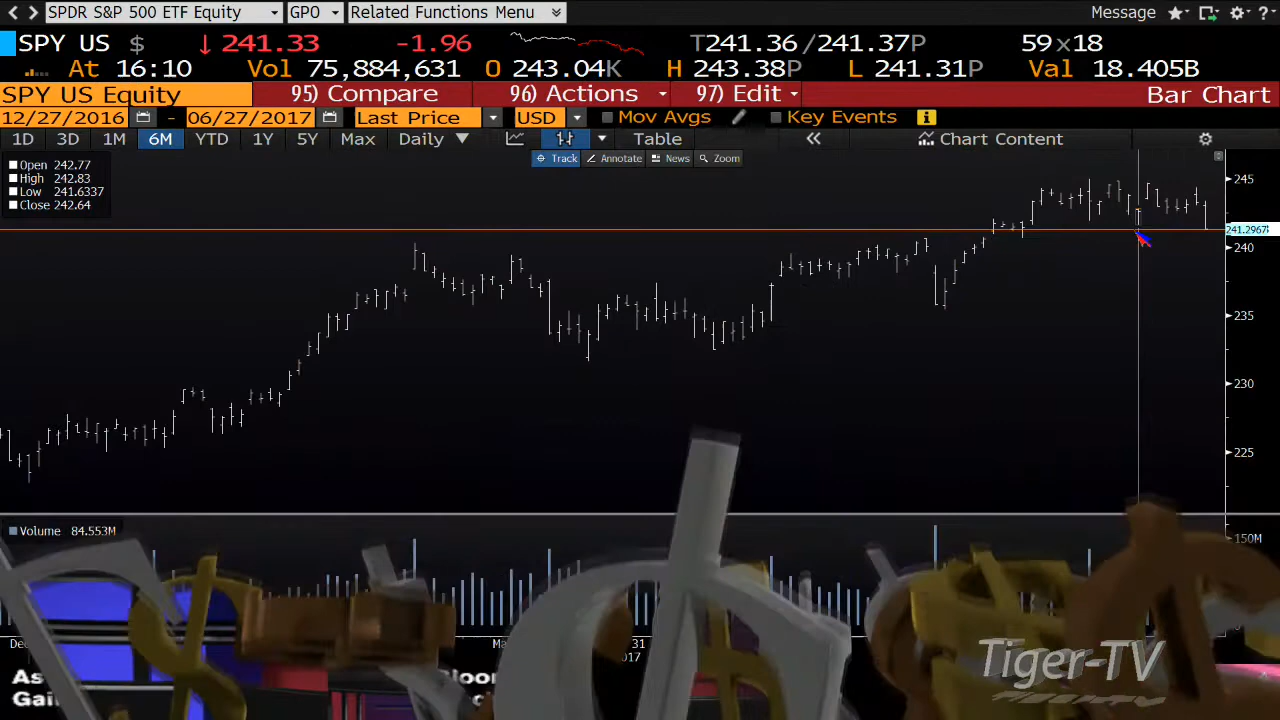 SPDR S&P 500 ETF Equity GPO Related Functions Menu Message ?
SPY US $ ↓ 241.33 -1.96 T241.36 /241.37P 59x18
At 16:10 Vol 75,884,631 O 243.04K H 243.38P L 241.31P Val 18.405B
SPY US Equity 95) Compare 96) Actions 97) Edit Bar Chart
12/27/2016 - 06/27/2017 Last Price USD Mov Avgs Key Events
1D 3D 1M 6M YTD 1Y 5Y Max Daily ▼ Table « Chart Content
Track Annotate News Zoom
Open 242.77
High 242.83
Low 241.6337
Close 242.64
245
241.2967
240
235
230
225
Volume 84.553M
150M
31
2017
Tiger-TV